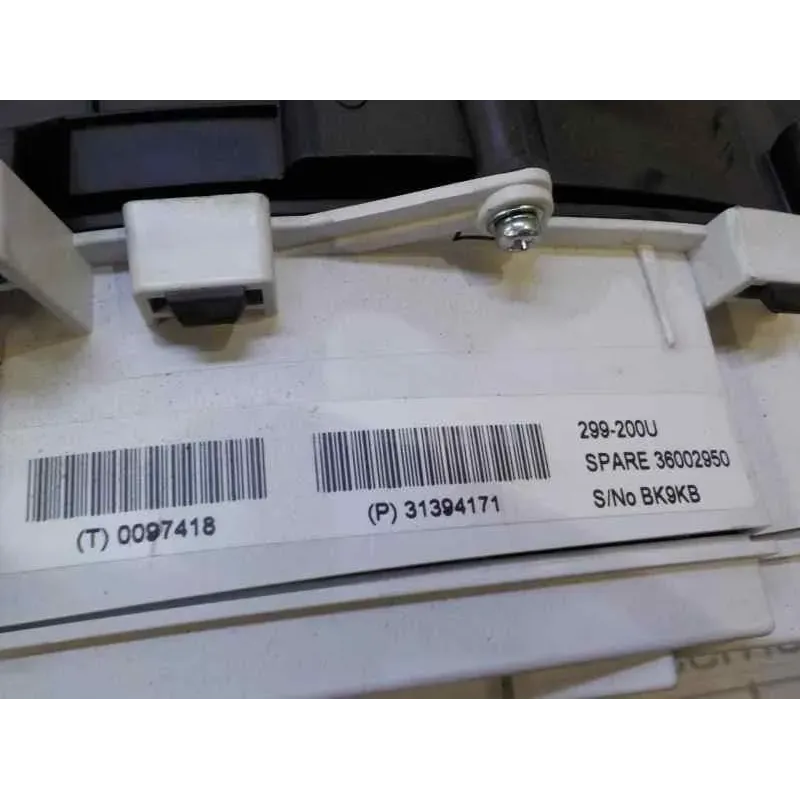 299-200U
SPARE 36002950
S/No BK9KB
(T) 0097418
(P) 31394171